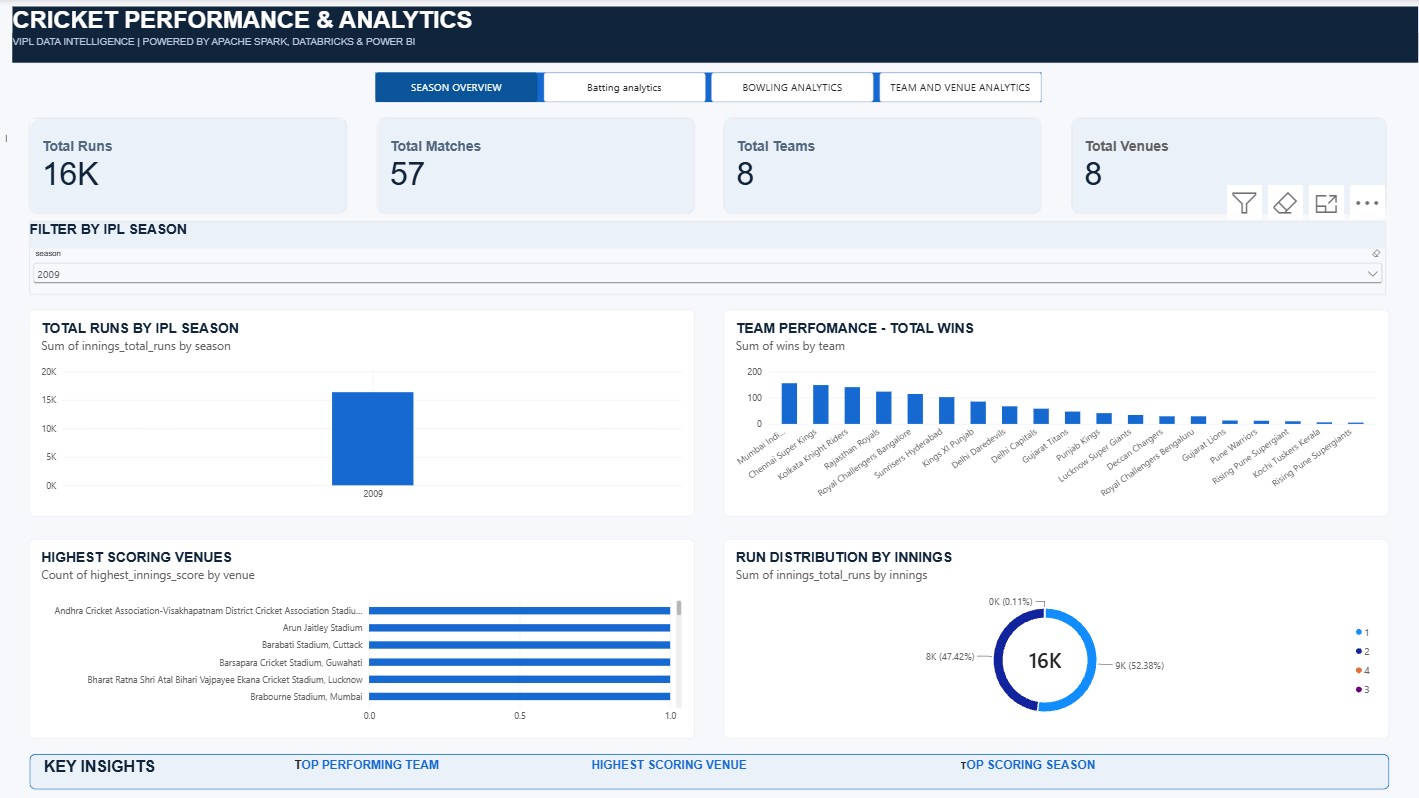 CRICKET PERFORMANCE & ANALYTICS
VIPL DATA INTELLIGENCE | POWERED BY APACHE SPARK, DATABRICKS & POWER BI
SEASON OVERVIEW
Batting analytics
BOWLING ANALYTICS
TEAM AND VENUE ANALYTICS
Total Runs
16K
Total Matches
57
Total Teams
8
Total Venues
8
FILTER BY IPL SEASON
season
2009
TOTAL RUNS BY IPL SEASON
Sum of innings_total_runs by season
20K
15K
10K
5K
0K
2009
TEAM PERFOMANCE - TOTAL WINS
Sum of wins by team
200
100
0
Mumbai Indi...
Chennai Super Kings
Kolkata Knight Riders
Rajasthan Royals
Royal Challengers Bangalore
Sunrisers Hyderabad
Kings XI Punjab
Delhi Daredevils
Delhi Capitals
Gujarat Titans
Punjab Kings
Lucknow Super Giants
Deccan Chargers
Royal Challengers Bengaluru
Gujarat Lions
Pune Warriors
Rising Pune Supergiant
Kochi Tuskers Kerala
Rising Pune Supergiants
HIGHEST SCORING VENUES
Count of highest_innings_score by venue
Andhra Cricket Association-Visakhapatnam District Cricket Association Stadiu...
Arun Jaitley Stadium
Barabati Stadium, Cuttack
Barsapara Cricket Stadium, Guwahati
Bharat Ratna Shri Atal Bihari Vajpayee Ekana Cricket Stadium, Lucknow
Brabourne Stadium, Mumbai
0.0
0.5
1.0
RUN DISTRIBUTION BY INNINGS
Sum of innings_total_runs by innings
0K (0.11%)
8K (47.42%)
16K
9K (52.38%)
1
2
4
3
KEY INSIGHTS
TOP PERFORMING TEAM
HIGHEST SCORING VENUE
TOP SCORING SEASON